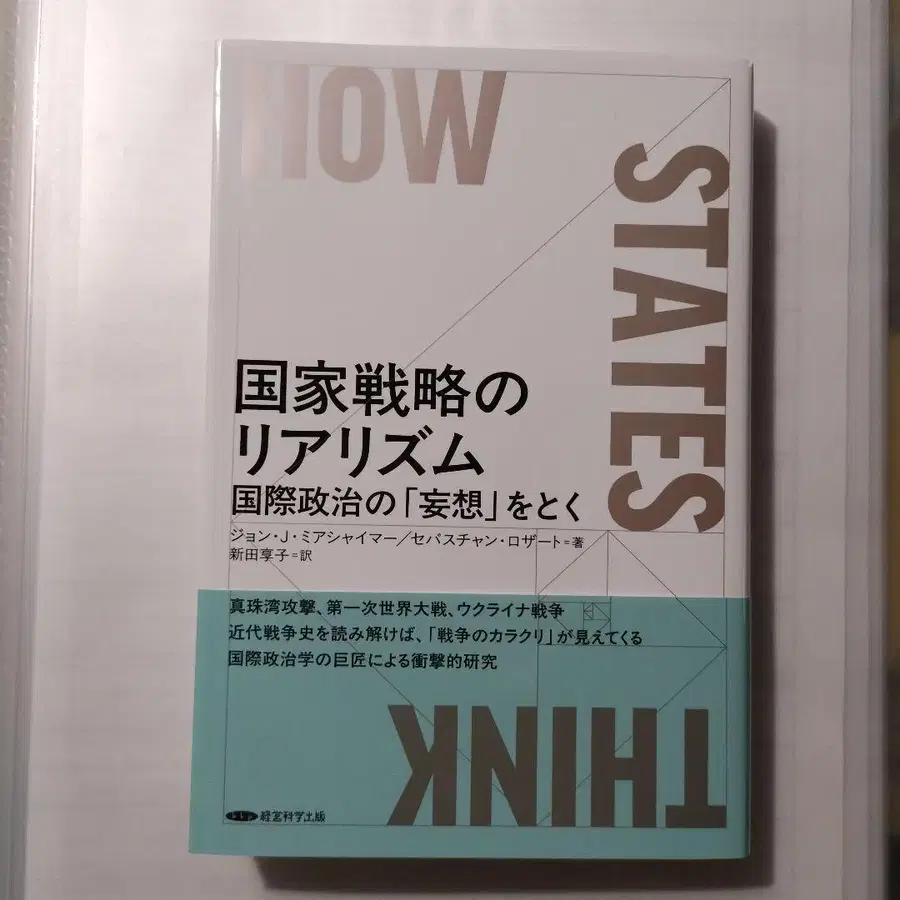 HOW
STATES
国家戦略の
リアリズム
国際政治の「妄想」をとく
ジョン・J・ミアシャイマー/セバスチャン・ロザート=著
新田享子=訳
真珠湾攻撃、第一次世界大戦、ウクライナ戦争
近代戦争史を読み解けば、「戦争のカラクリ」が見えてくる
国際政治学の巨匠による衝撃的研究
THINK
経営科学出版